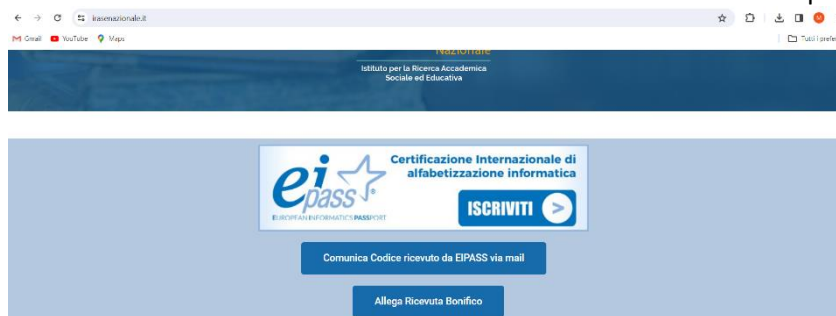 irasenazionale.it
Gmail
YouTube
Maps
Tutti i prefe
Nazionale
Istituto per la Ricerca Accademica
Sociale ed Educativa
Certificazione Internazionale di
alfabetizzazione informatica
ei
pass
EUROPEAN INFORMATICS PASSPORT
ISCRIVITI
Comunica Codice ricevuto da EIPASS via mail
Allega Ricevuta Bonifico